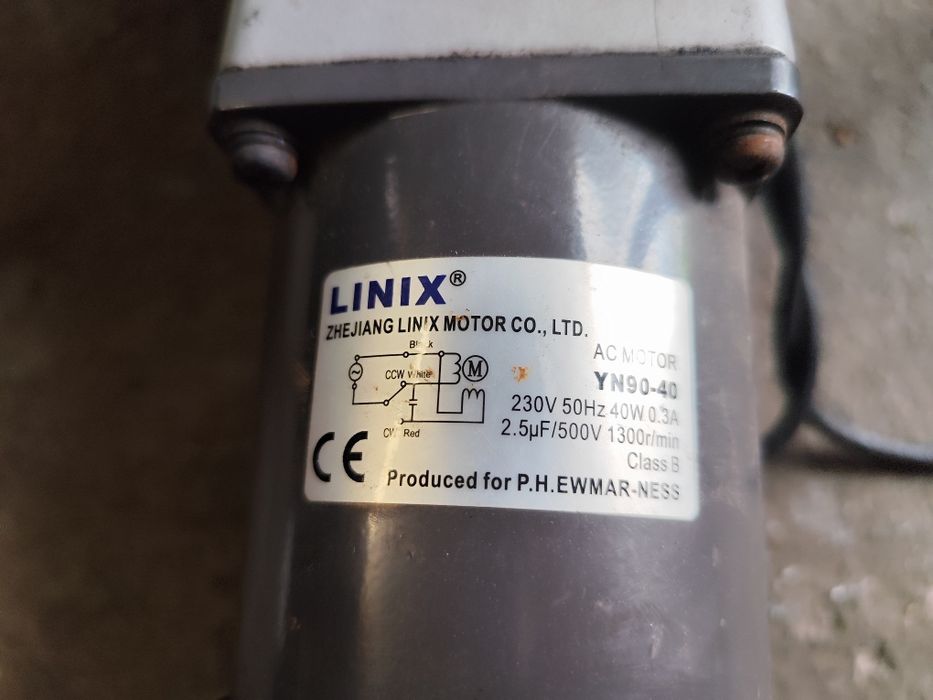 LINIX®
ZHEJIANG LINIX MOTOR CO., LTD.
Black
CCW White
M
CW Red
AC MOTOR
YN90-40
230V 50Hz 40W 0.3A
2.5µF/500V 1300r/min
Class B
CE
Produced for P.H.EWMAR-NESS